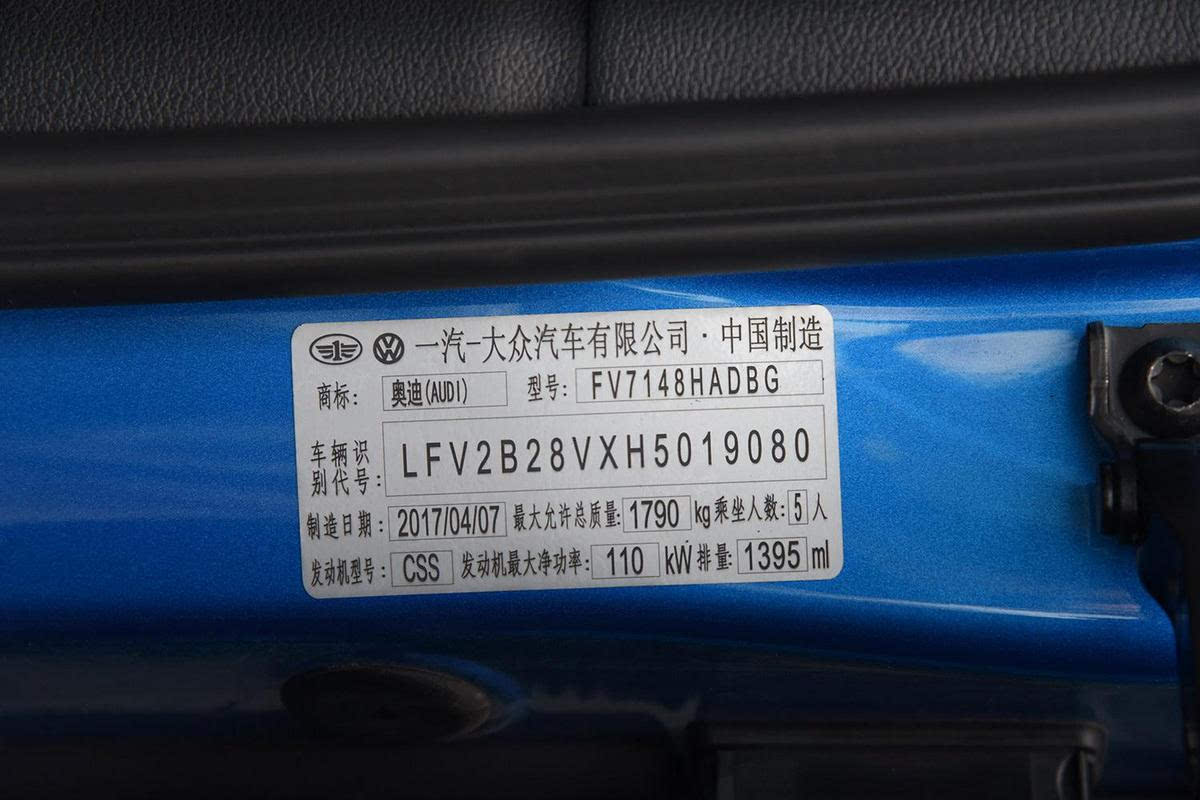 一汽-大众汽车有限公司·中国制造
商标: 奥迪(AUDI) 型号: FV7148HADBG
车辆识别代号: LFV2B28VXH5019080
制造日期: 2017/04/07 最大允许总质量: 1790 kg 乘坐人数: 5 人
发动机型号: CSS 发动机最大净功率: 110 kW 排量: 1395 ml